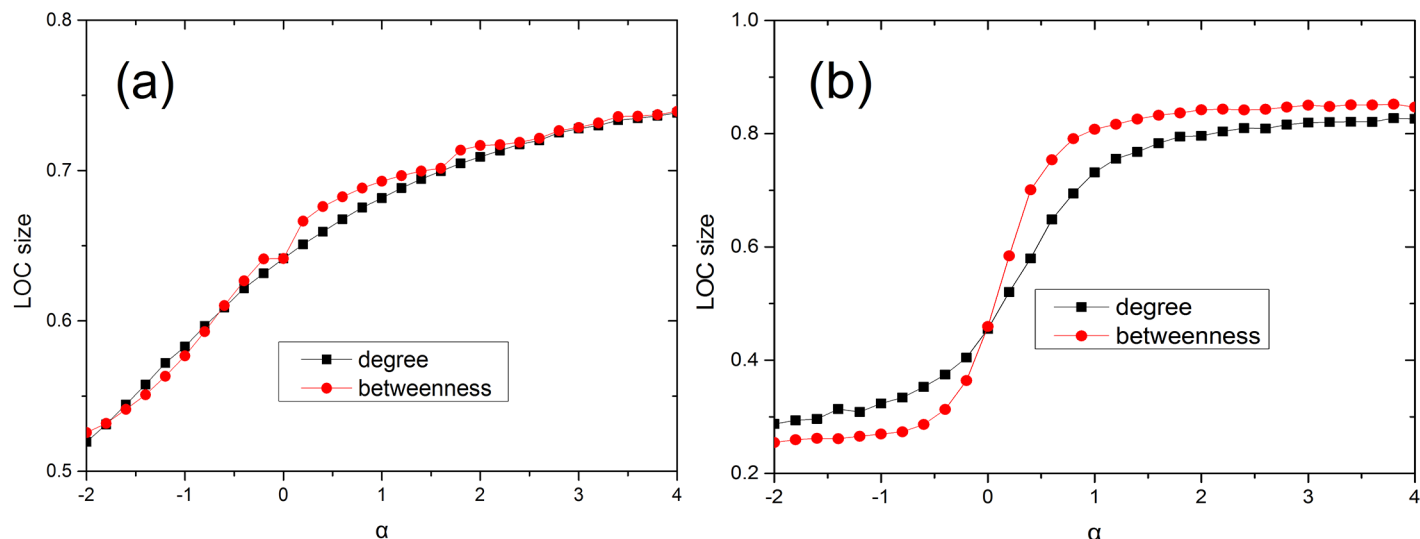 (a)
LOC size
0.8
0.7
0.6
0.5
-2 -1 0 1 2 3 4
α
degree
betweenness
(b)
LOC size
1.0
0.8
0.6
0.4
0.2
-2 -1 0 1 2 3 4
α
degree
betweenness